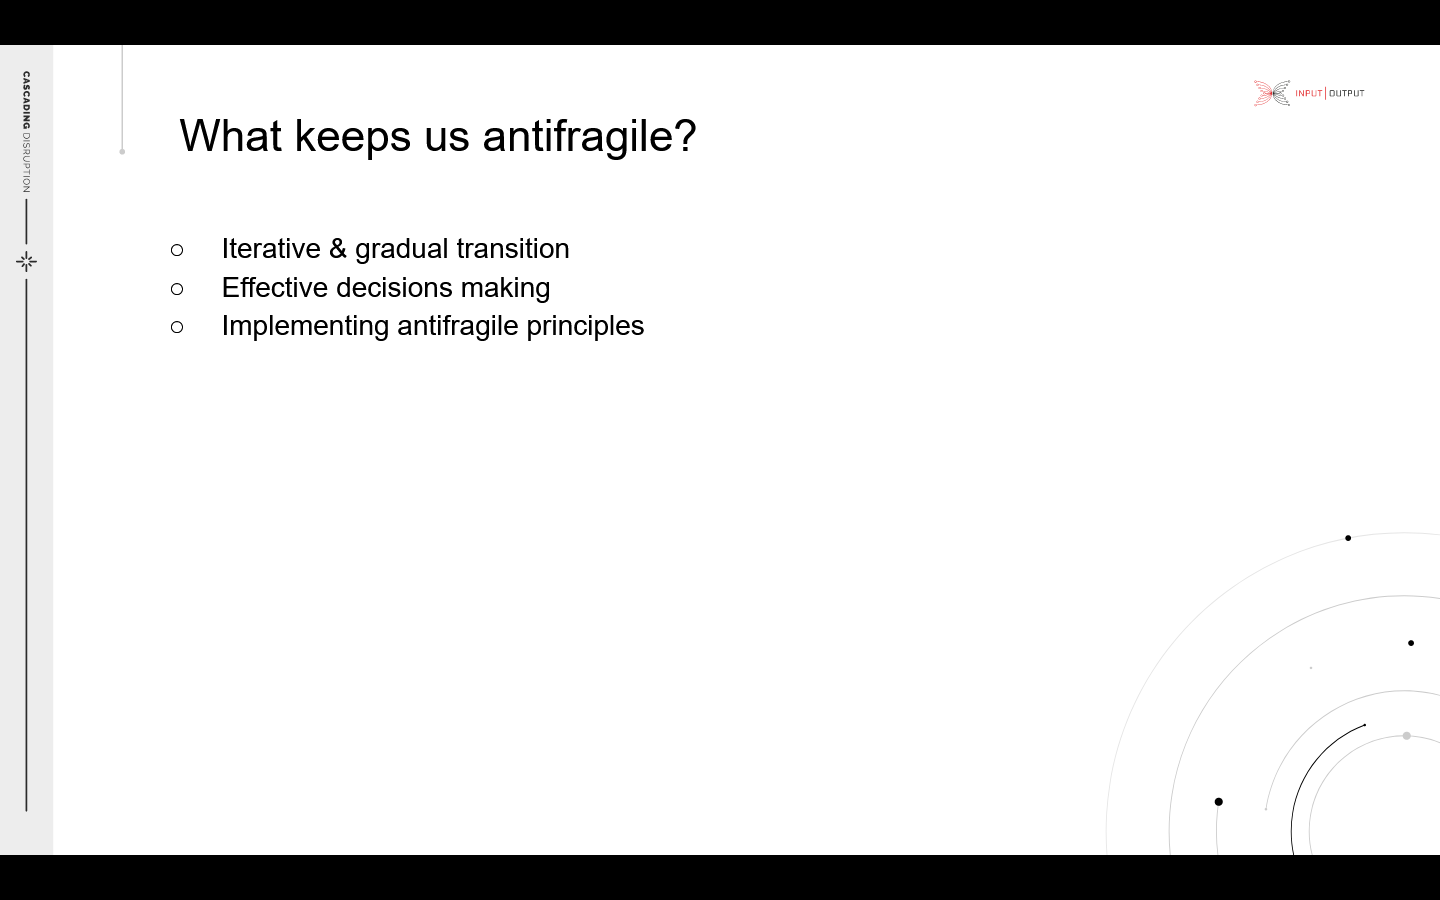 CASCADING DISRUPTION
INPUT | OUTPUT
What keeps us antifragile?
○ Iterative & gradual transition
○ Effective decisions making
○ Implementing antifragile principles